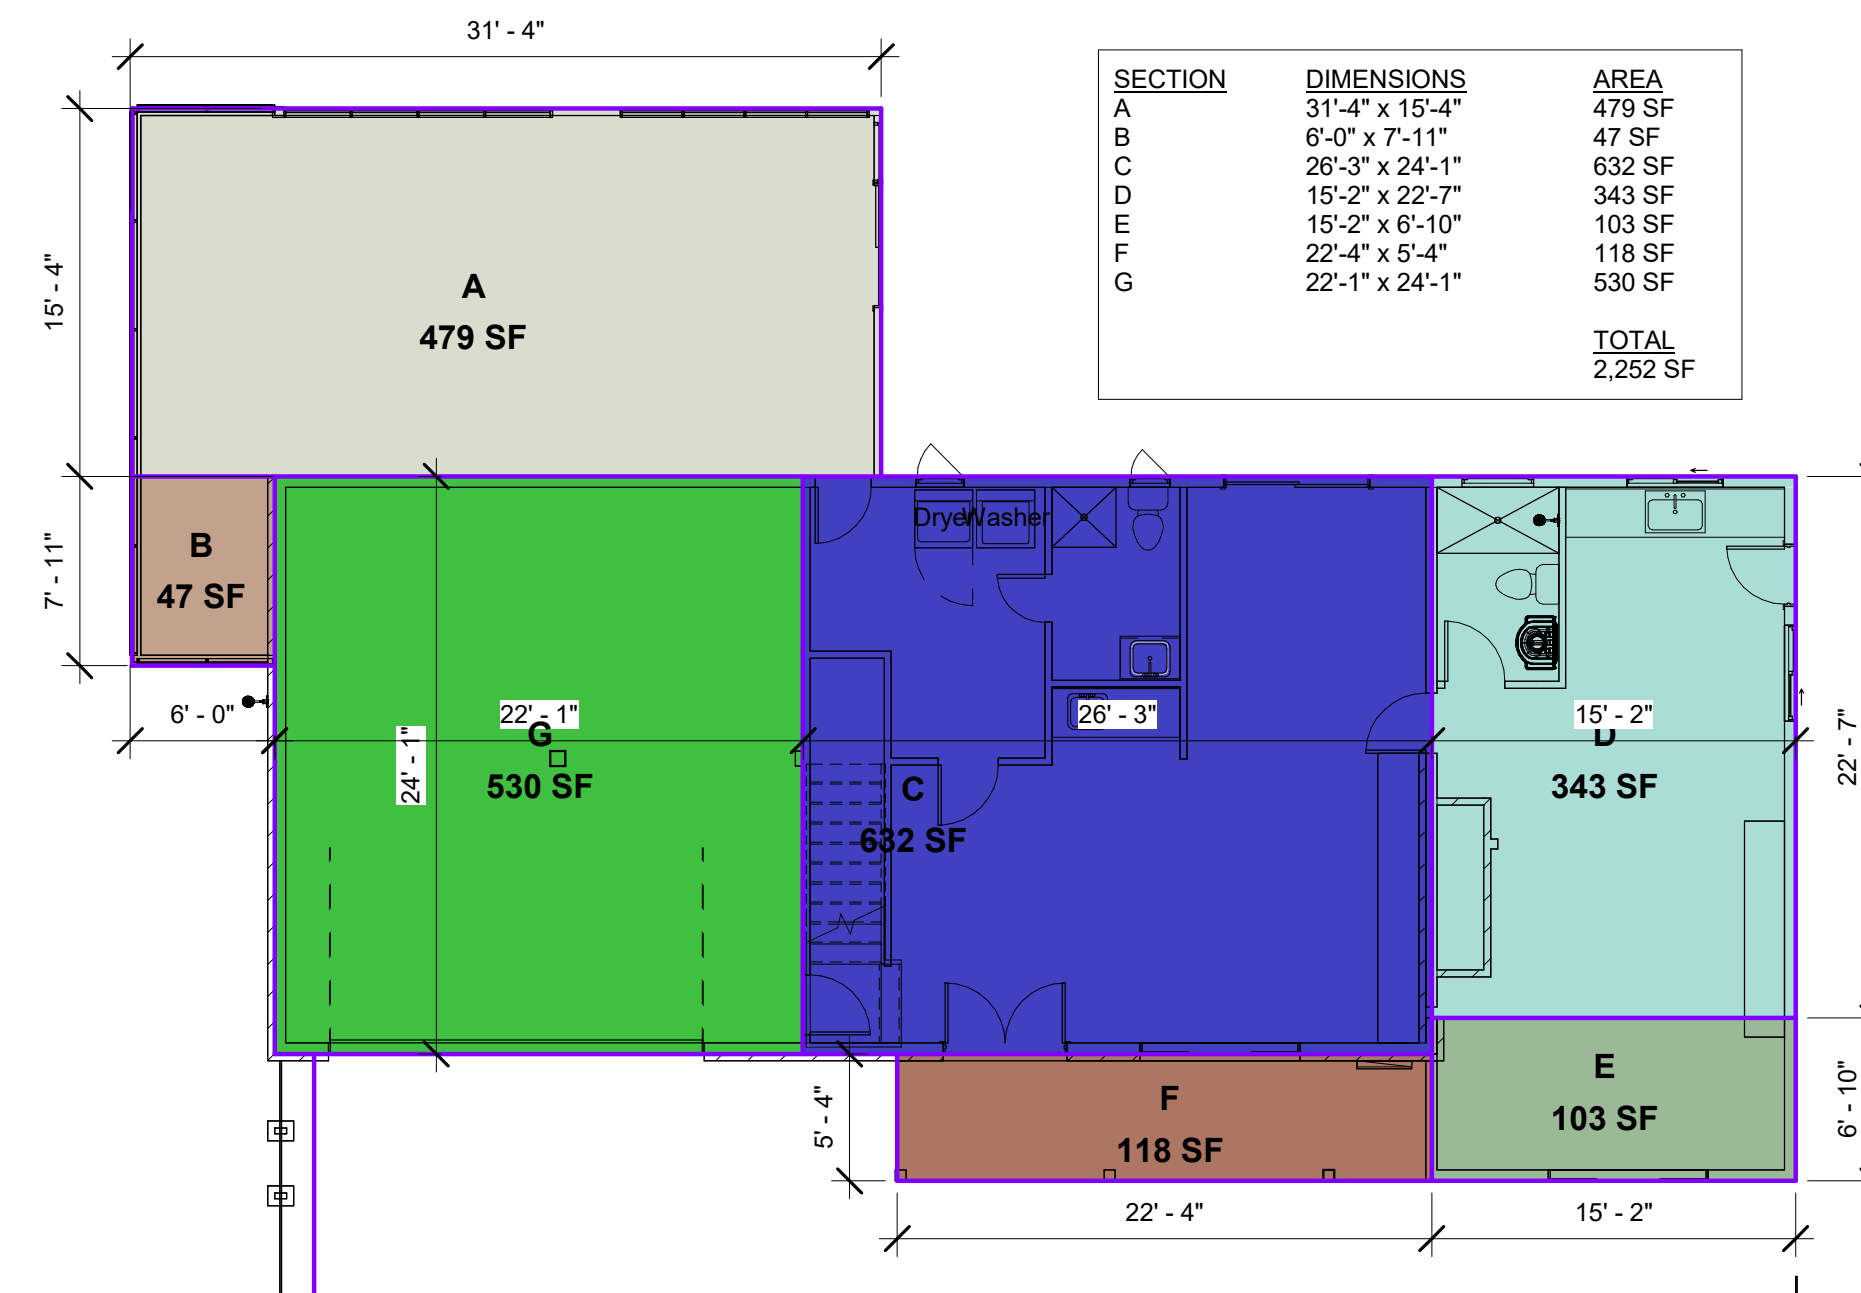 31' - 4"
SECTION DIMENSIONS AREA
A 31'-4" x 15'-4" 479 SF
B 6'-0" x 7'-11" 47 SF
C 26'-3" x 24'-1" 632 SF
D 15'-2" x 22'-7" 343 SF
E 15'-2" x 6'-10" 103 SF
F 22'-4" x 5'-4" 118 SF
G 22'-1" x 24'-1" 530 SF
TOTAL
2,252 SF
15' - 4"
A
479 SF
7' - 11"
B
47 SF
Dryer
Washer
6' - 0"
22' - 1"
26' - 3"
15' - 2"
24' - 1"
G
530 SF
C
632 SF
D
343 SF
22' - 7"
5' - 4"
F
118 SF
E
103 SF
6' - 10"
22' - 4"
15' - 2"